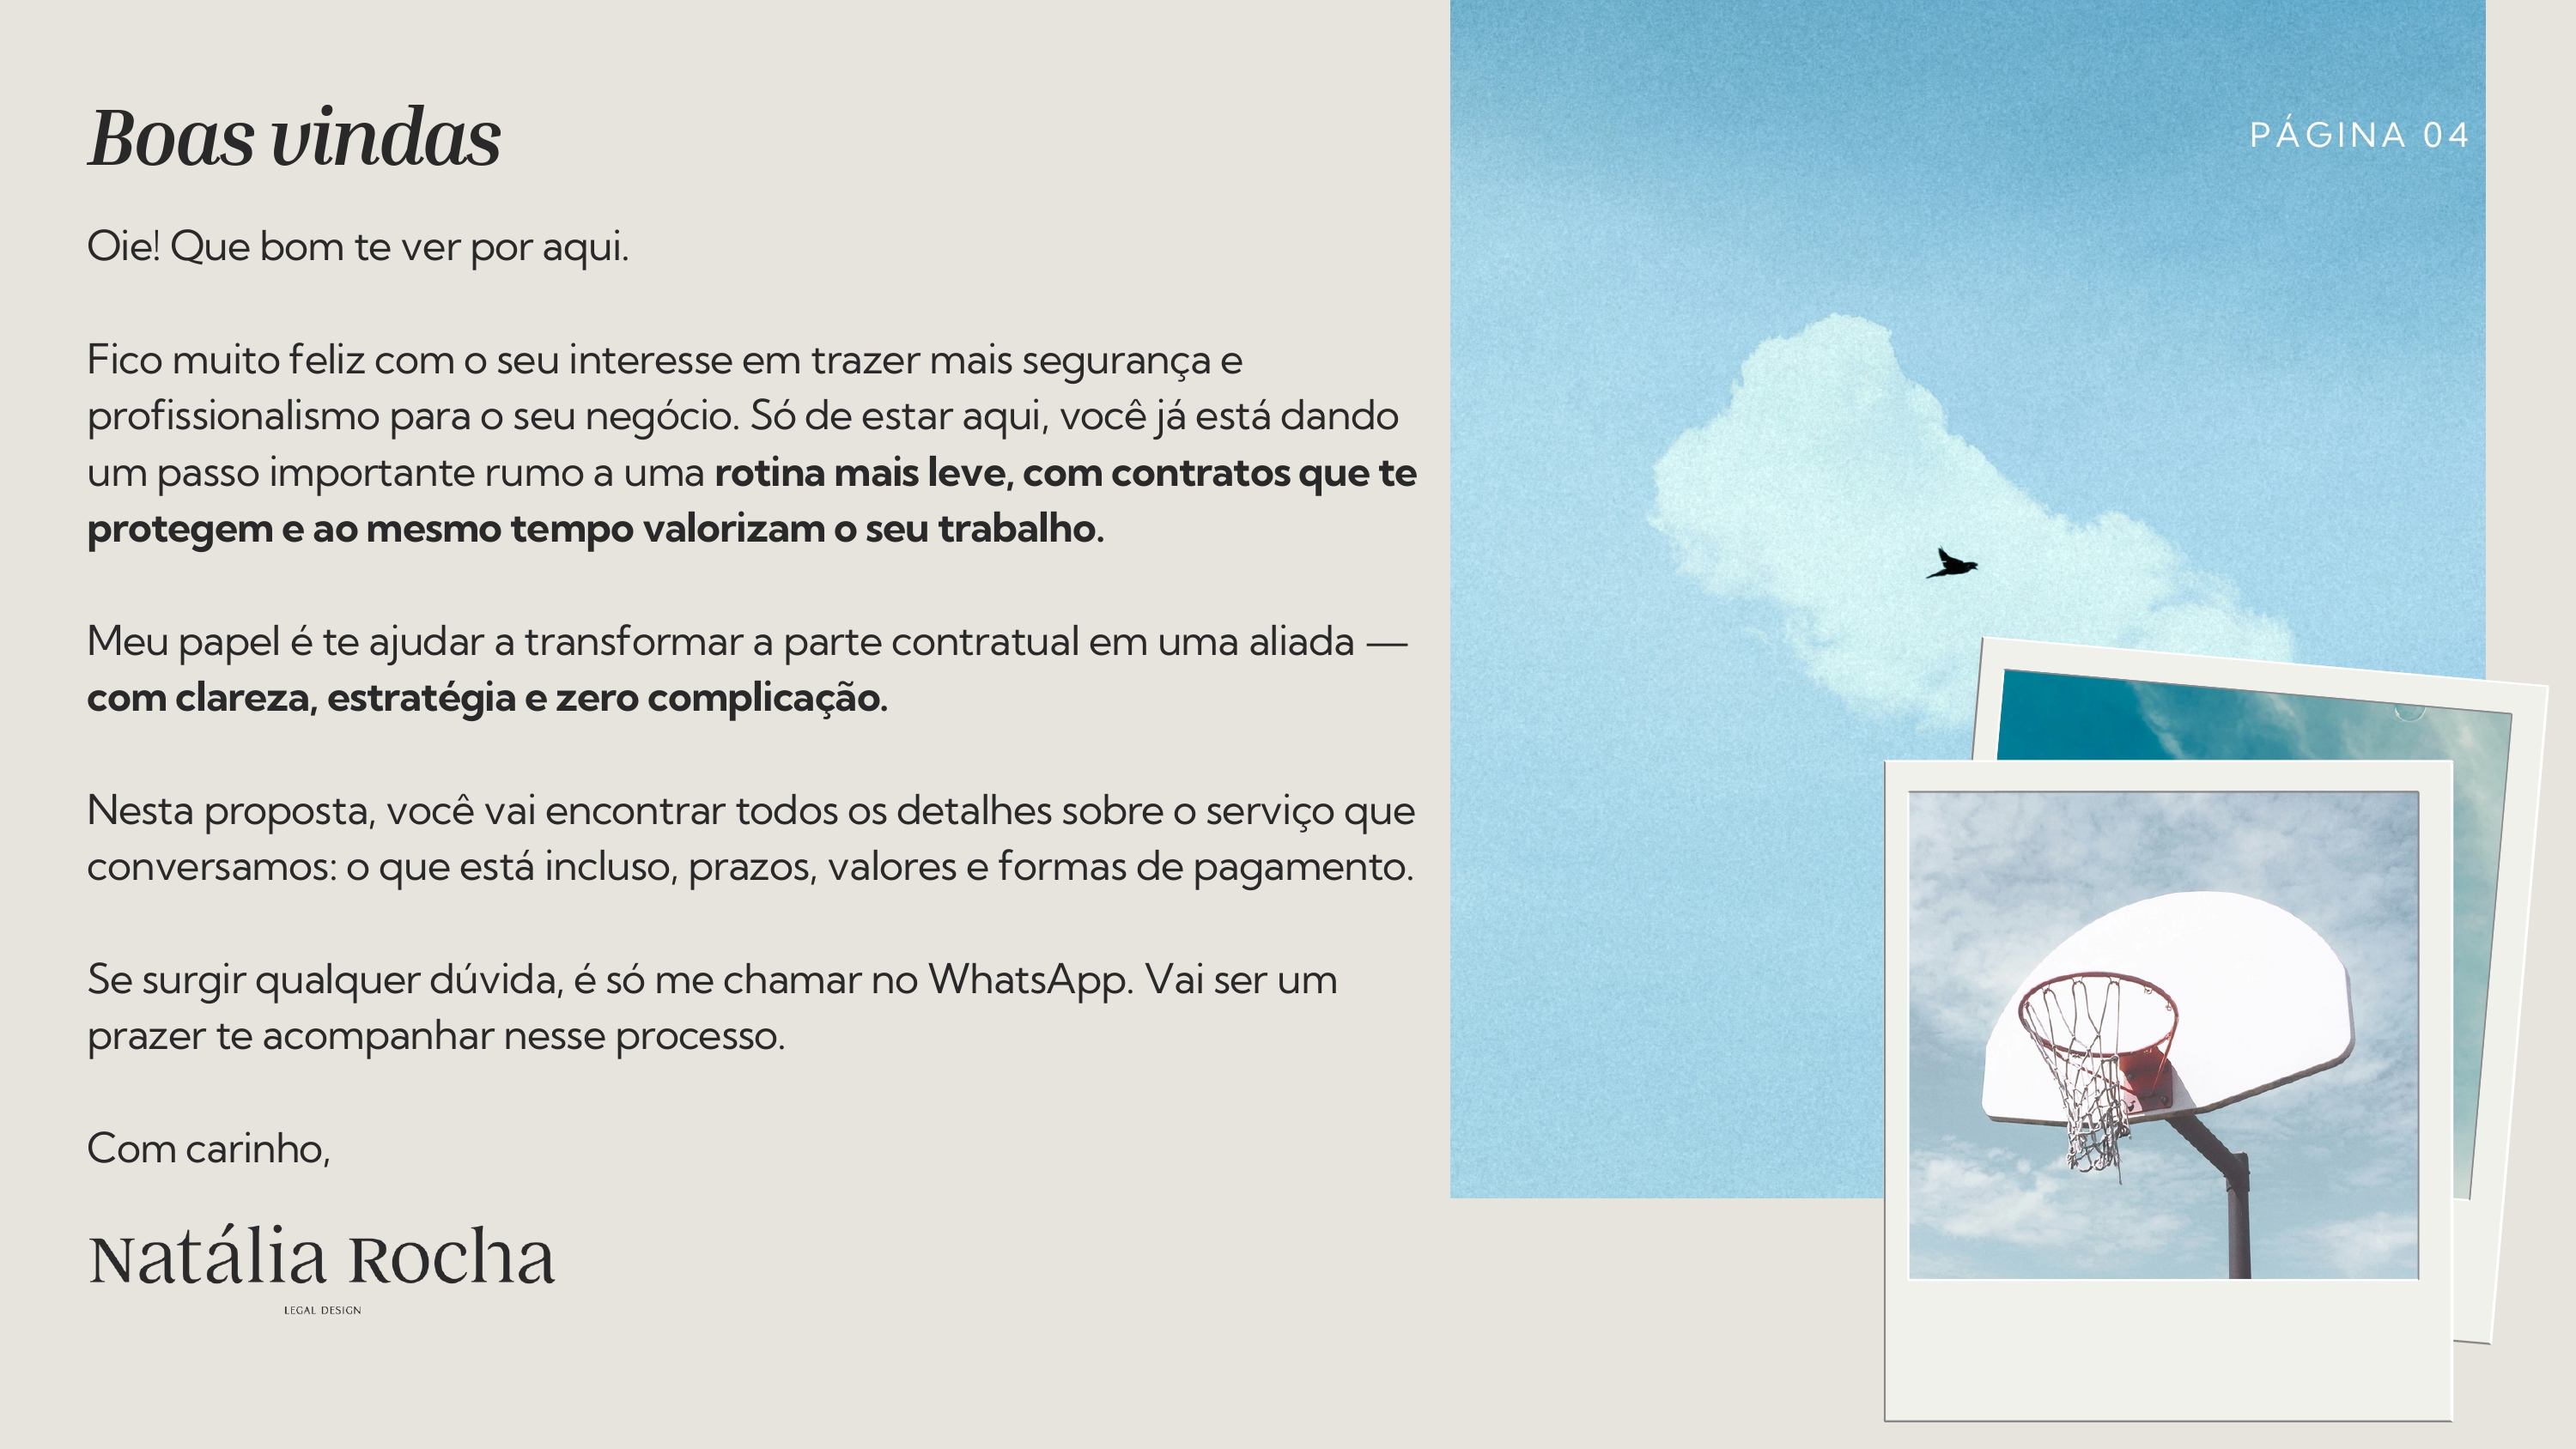 Boas vindas
PÁGINA 04
Oie! Que bom te ver por aqui.
Fico muito feliz com o seu interesse em trazer mais segurança e
profissionalismo para o seu negócio. Só de estar aqui, você já está dando
um passo importante rumo a uma rotina mais leve, com contratos que te
protegem e ao mesmo tempo valorizam o seu trabalho.
Meu papel é te ajudar a transformar a parte contratual em uma aliada —
com clareza, estratégia e zero complicação.
Nesta proposta, você vai encontrar todos os detalhes sobre o serviço que
conversamos: o que está incluso, prazos, valores e formas de pagamento.
Se surgir qualquer dúvida, é só me chamar no WhatsApp. Vai ser um
prazer te acompanhar nesse processo.
Com carinho,
Natália Rocha
LEGAL DESIGN